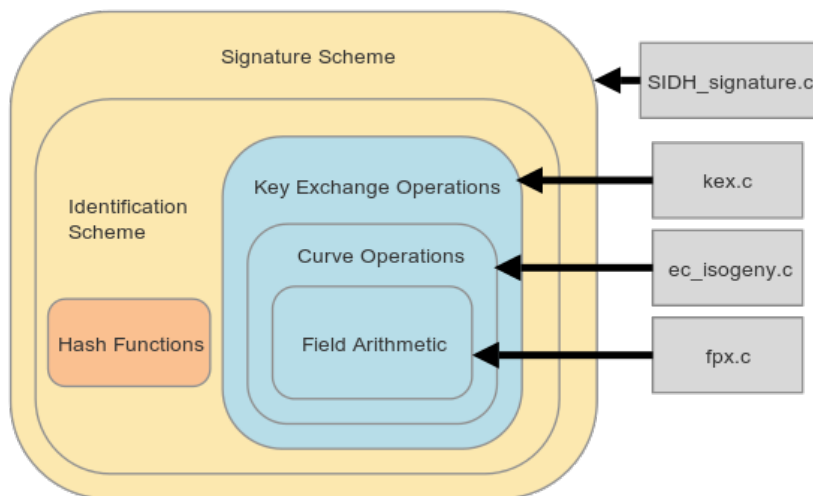 Signature Scheme
SIDH_signature.c
Key Exchange Operations
kex.c
Identification
Scheme
Curve Operations
ec_isogeny.c
Hash Functions
Field Arithmetic
fpx.c